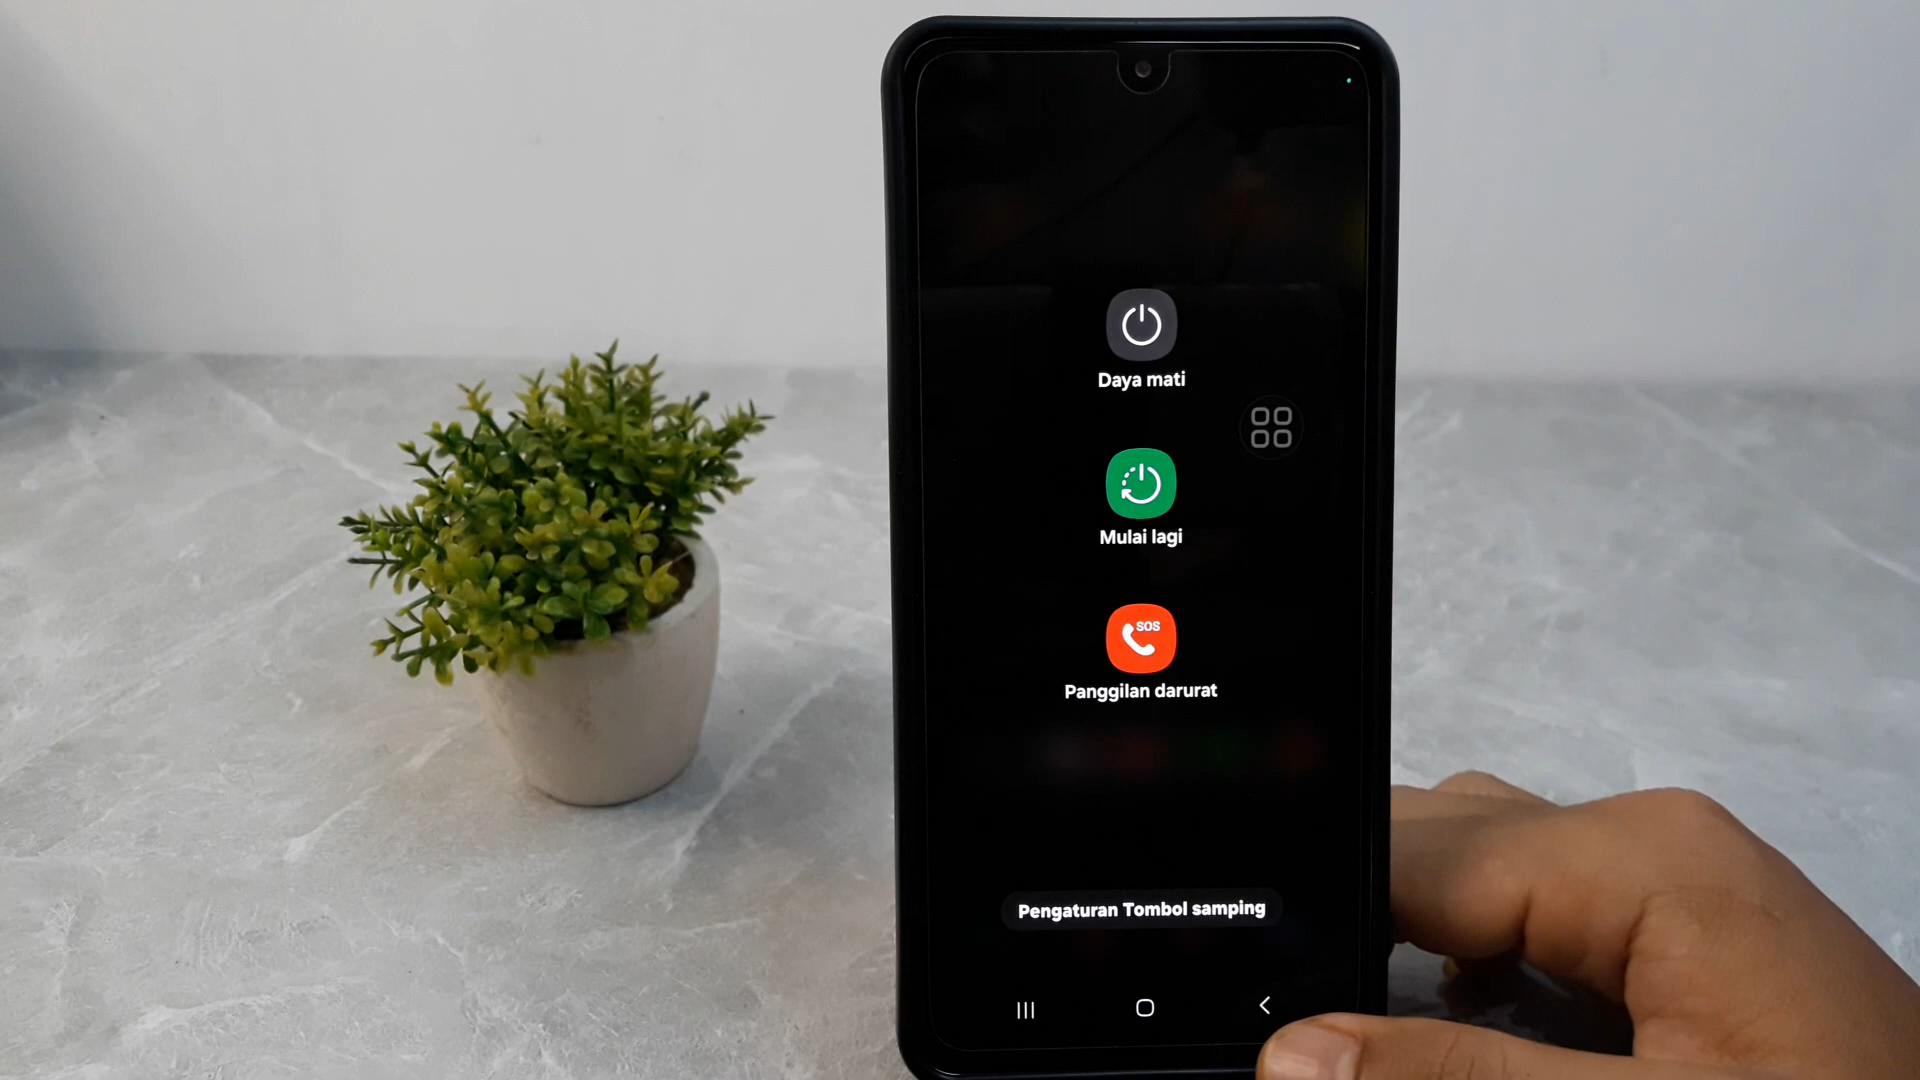 Daya mati
Mulai lagi
SOS
Panggilan darurat
Pengaturan Tombol samping